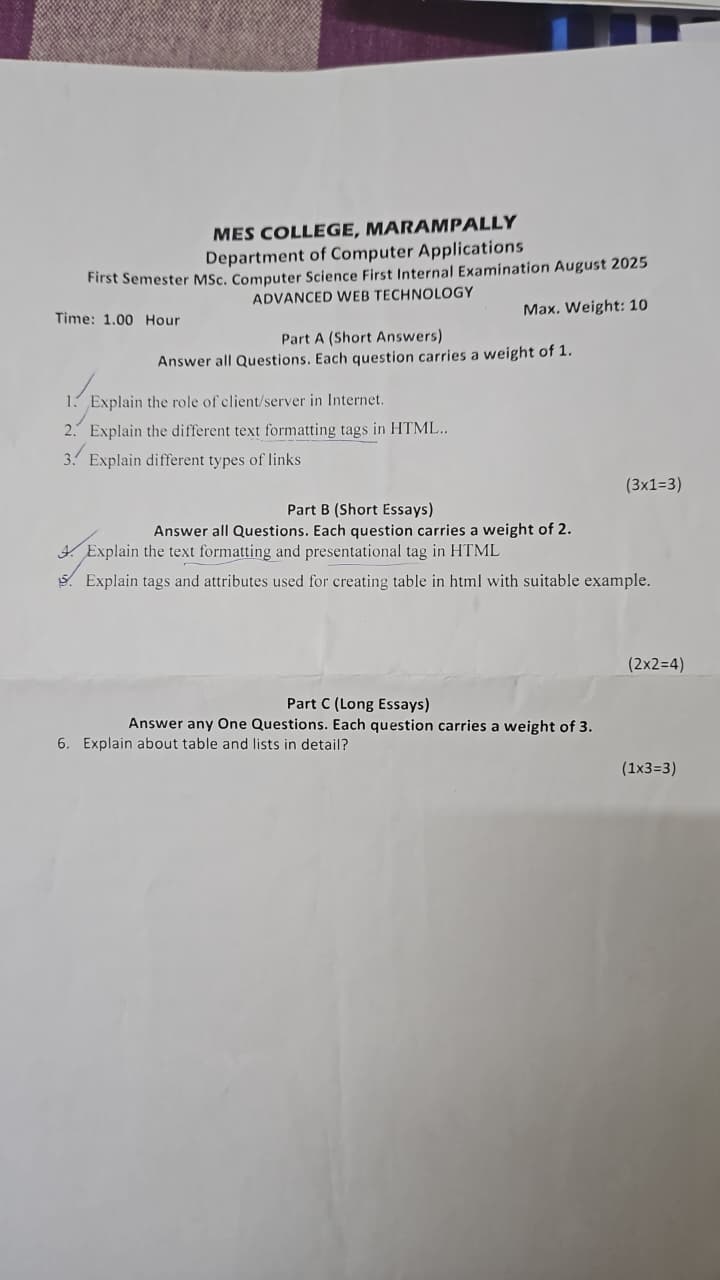 MES COLLEGE, MARAMPALLY
Department of Computer Applications
First Semester MSc. Computer Science First Internal Examination August 2025
ADVANCED WEB TECHNOLOGY
Time: 1.00 Hour Max. Weight: 10
Part A (Short Answers)
Answer all Questions. Each question carries a weight of 1.
1. Explain the role of client/server in Internet.
2. Explain the different text formatting tags in HTML..
3. Explain different types of links
(3x1=3)
Part B (Short Essays)
Answer all Questions. Each question carries a weight of 2.
4. Explain the text formatting and presentational tag in HTML
5. Explain tags and attributes used for creating table in html with suitable example.
(2x2=4)
Part C (Long Essays)
Answer any One Questions. Each question carries a weight of 3.
6. Explain about table and lists in detail?
(1x3=3)